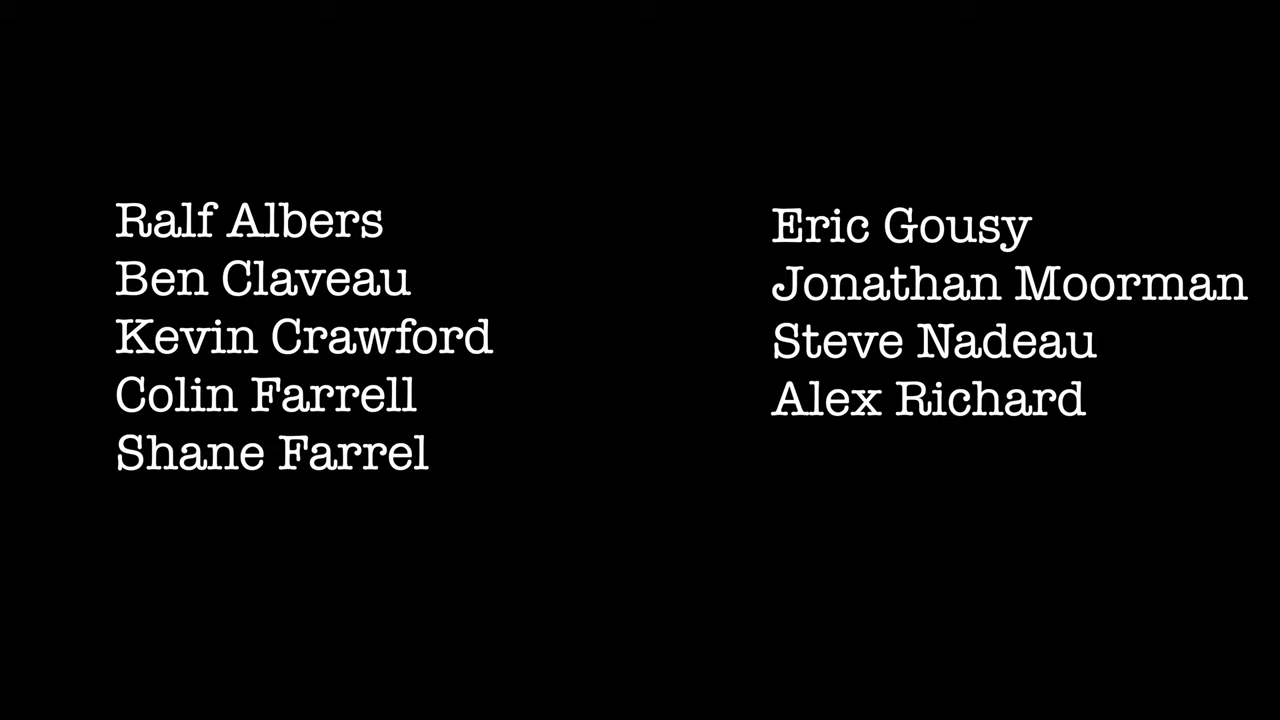 Ralf Albers
Ben Claveau
Kevin Crawford
Colin Farrell
Shane Farrel
Eric Gousy
Jonathan Moorman
Steve Nadeau
Alex Richard